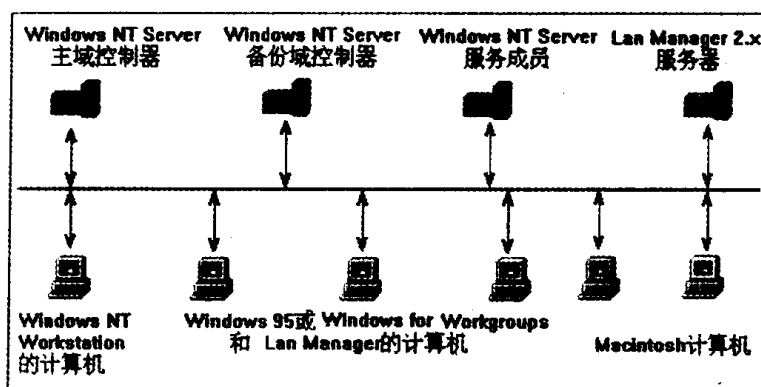 Windows NT Server
主域控制器
Windows NT Server
备份域控制器
Windows NT Server
服务成员
Lan Manager 2.x
服务器
Windows NT
Workstation
的计算机
Windows 95或 Windows for Workgroups
和 Lan Manager的计算机
Macintosh计算机